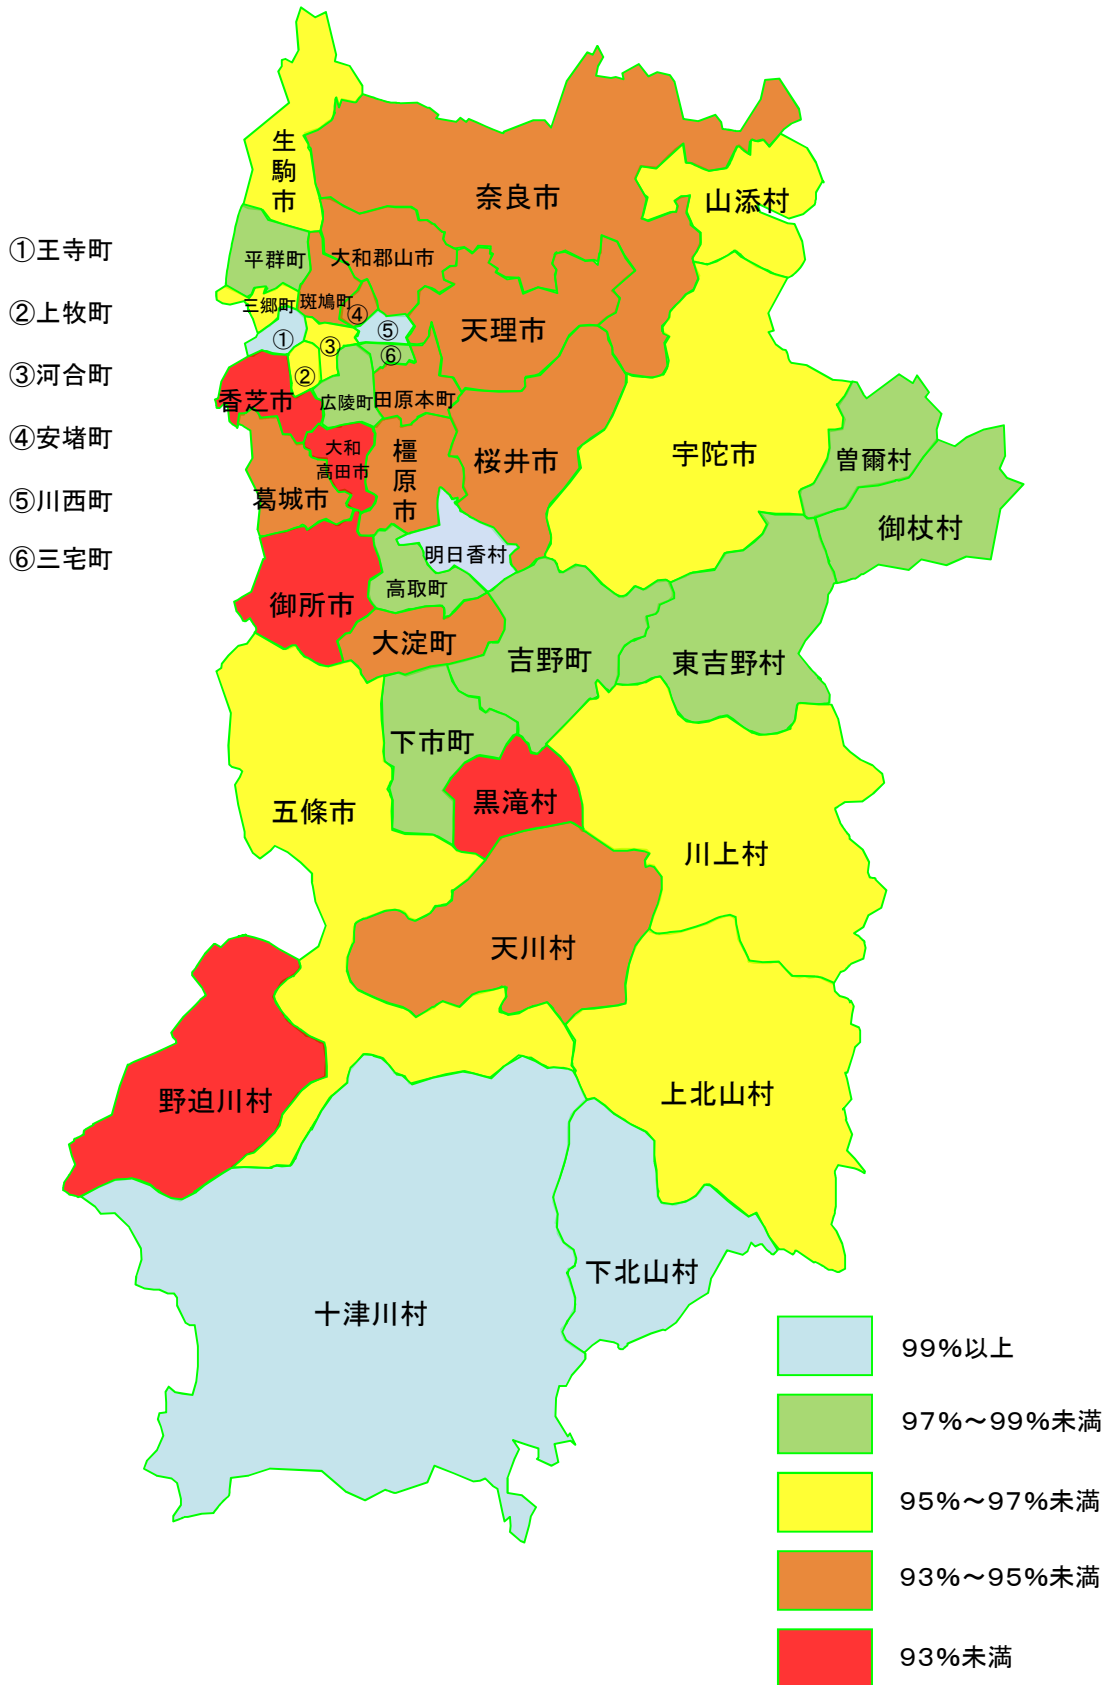 ①王寺町
②上牧町
③河合町
④安堵町
⑤川西町
⑥三宅町
生駒市
奈良市
山添村
平群町
大和郡山市
三郷町
斑鳩町
④
①
⑤
天理市
③
⑥
②
香芝市
広陵町
田原本町
大和
高田市
橿原市
桜井市
宇陀市
曽爾村
葛城市
御杖村
明日香村
高取町
御所市
大淀町
吉野町
東吉野村
下市町
黒滝村
五條市
川上村
天川村
野迫川村
上北山村
下北山村
十津川村
99%以上
97%～99%未満
95%～97%未満
93%～95%未満
93%未満